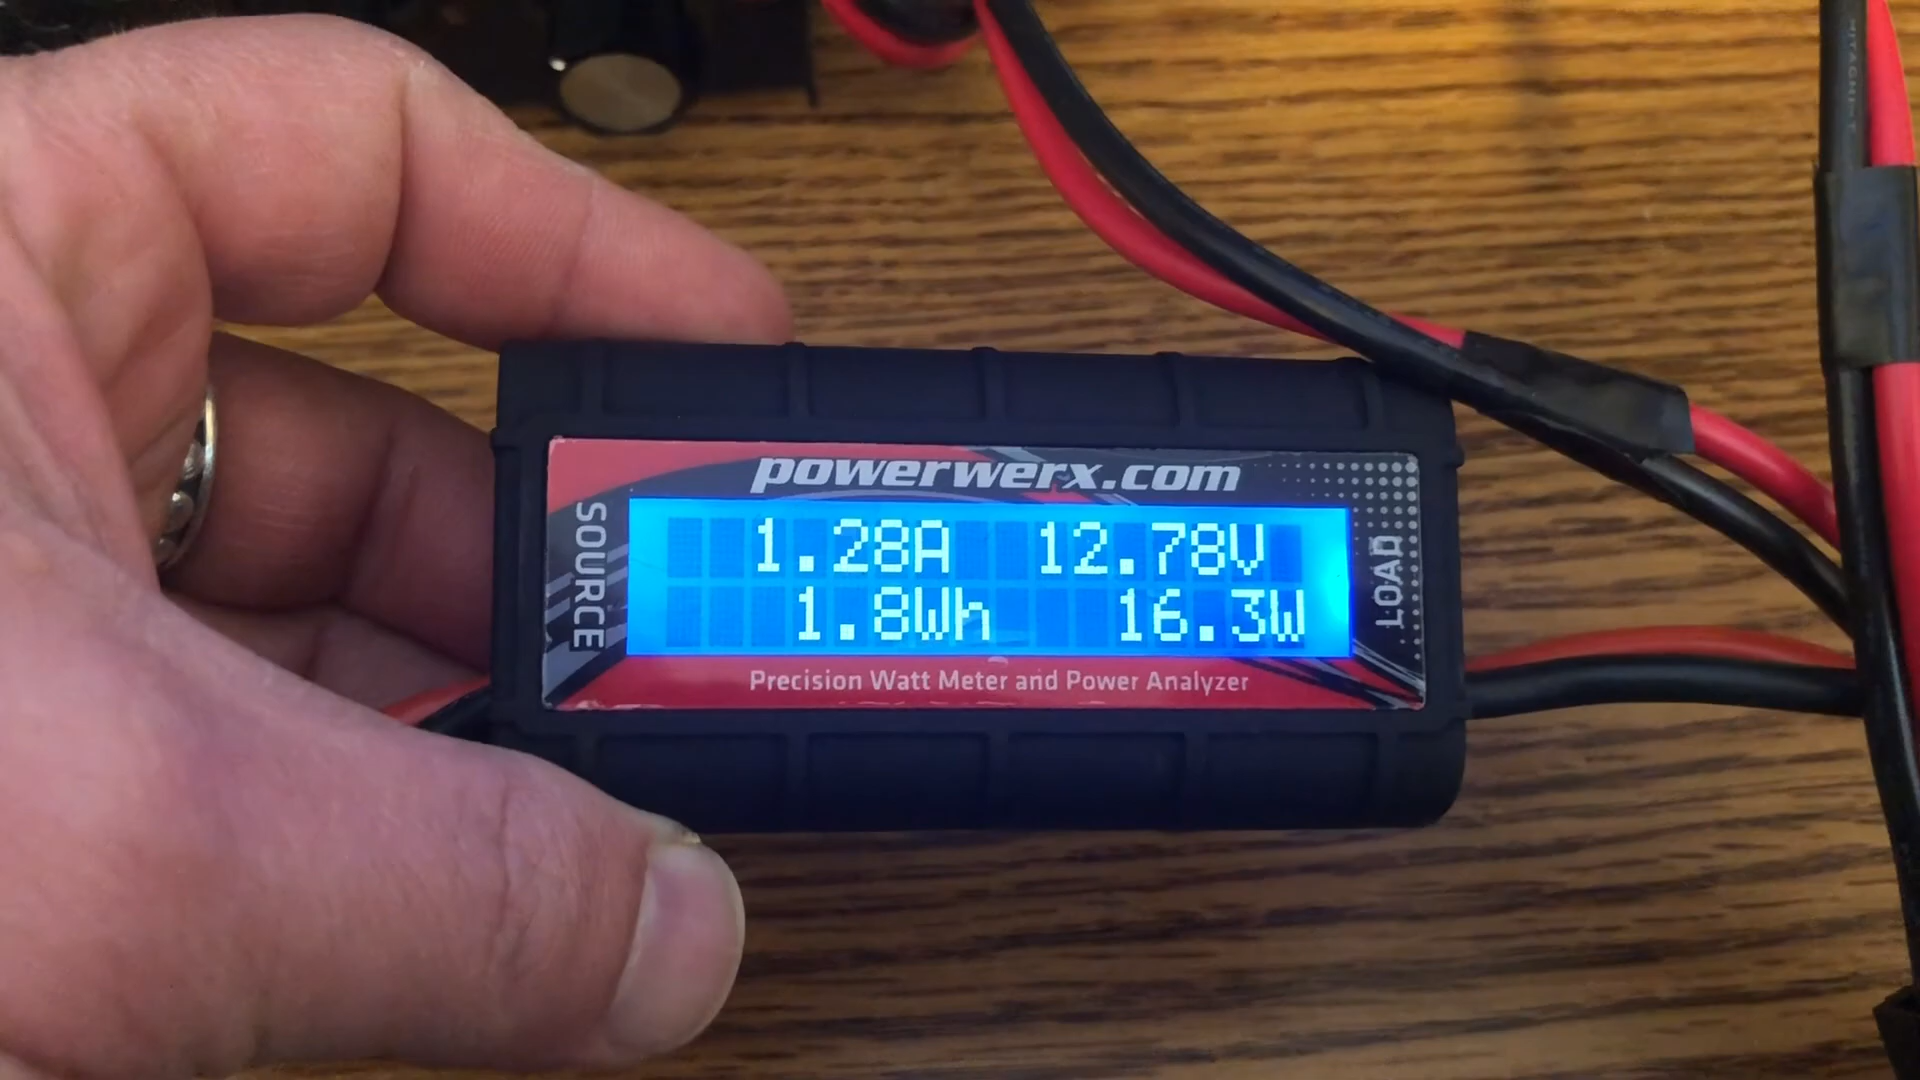 powerwerx.com
SOURCE
1.28A 12.78V
1.8Wh 16.3W
LOAD
Precision Watt Meter and Power Analyzer